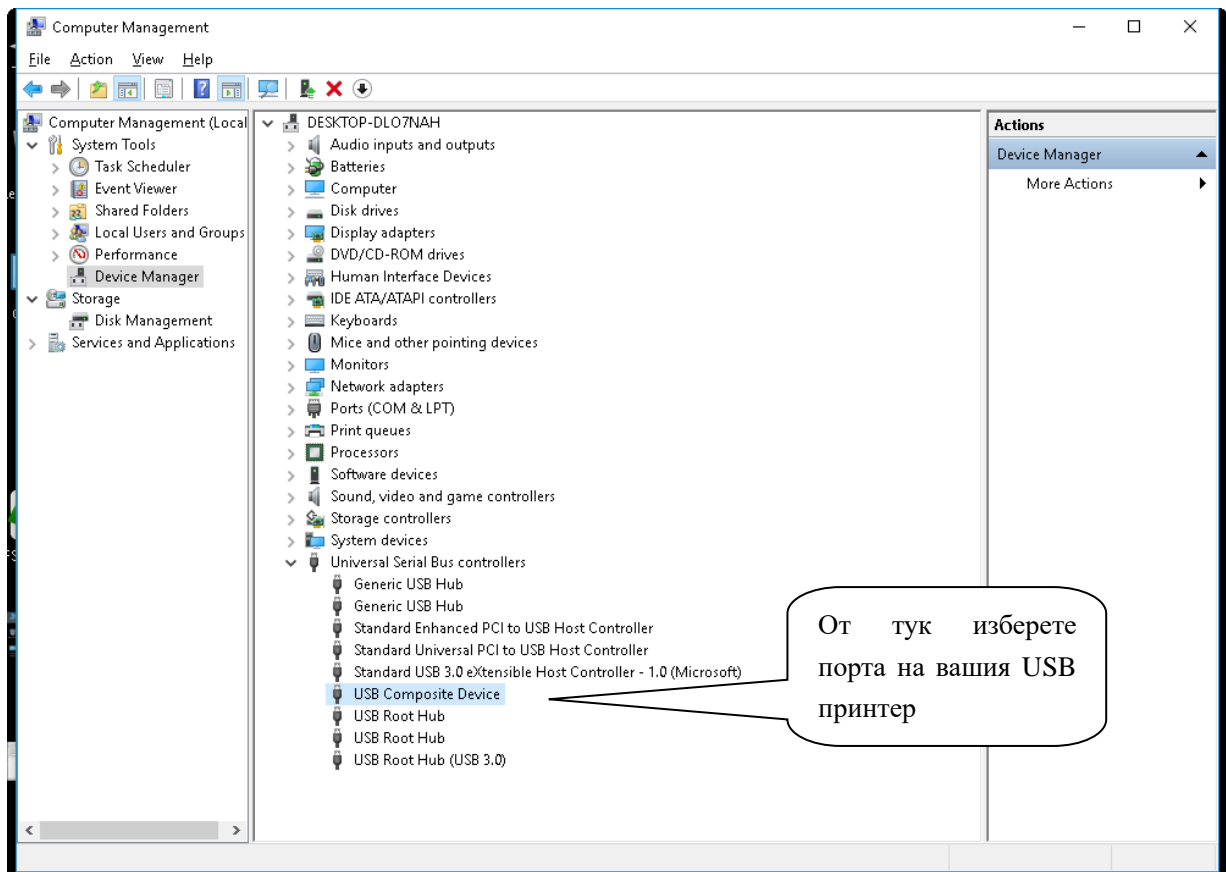 Computer Management
File Action View Help
Computer Management (Local
System Tools
Task Scheduler
Event Viewer
Shared Folders
Local Users and Groups
Performance
Device Manager
Storage
Disk Management
Services and Applications
DESKTOP-DLO7NAH
Audio inputs and outputs
Batteries
Computer
Disk drives
Display adapters
DVD/CD-ROM drives
Human Interface Devices
IDE ATA/ATAPI controllers
Keyboards
Mice and other pointing devices
Monitors
Network adapters
Ports (COM & LPT)
Print queues
Processors
Software devices
Sound, video and game controllers
Storage controllers
System devices
Universal Serial Bus controllers
Generic USB Hub
Generic USB Hub
Standard Enhanced PCI to USB Host Controller
Standard Universal PCI to USB Host Controller
Standard USB 3.0 eXtensible Host Controller - 1.0 (Microsoft)
USB Composite Device
USB Root Hub
USB Root Hub
USB Root Hub (USB 3.0)
От тук изберете
порта на вашия USB
принтер
Actions
Device Manager
More Actions